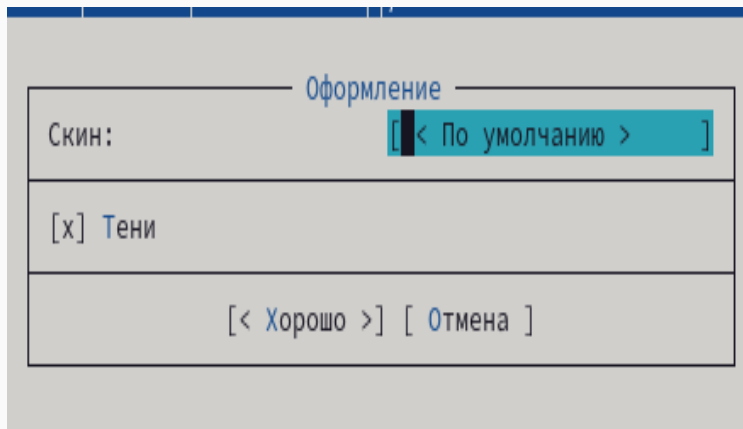 Оформление
Скин: [ < По умолчанию > ]
[x] Тени
[< Хорошо >] [ Отмена ]